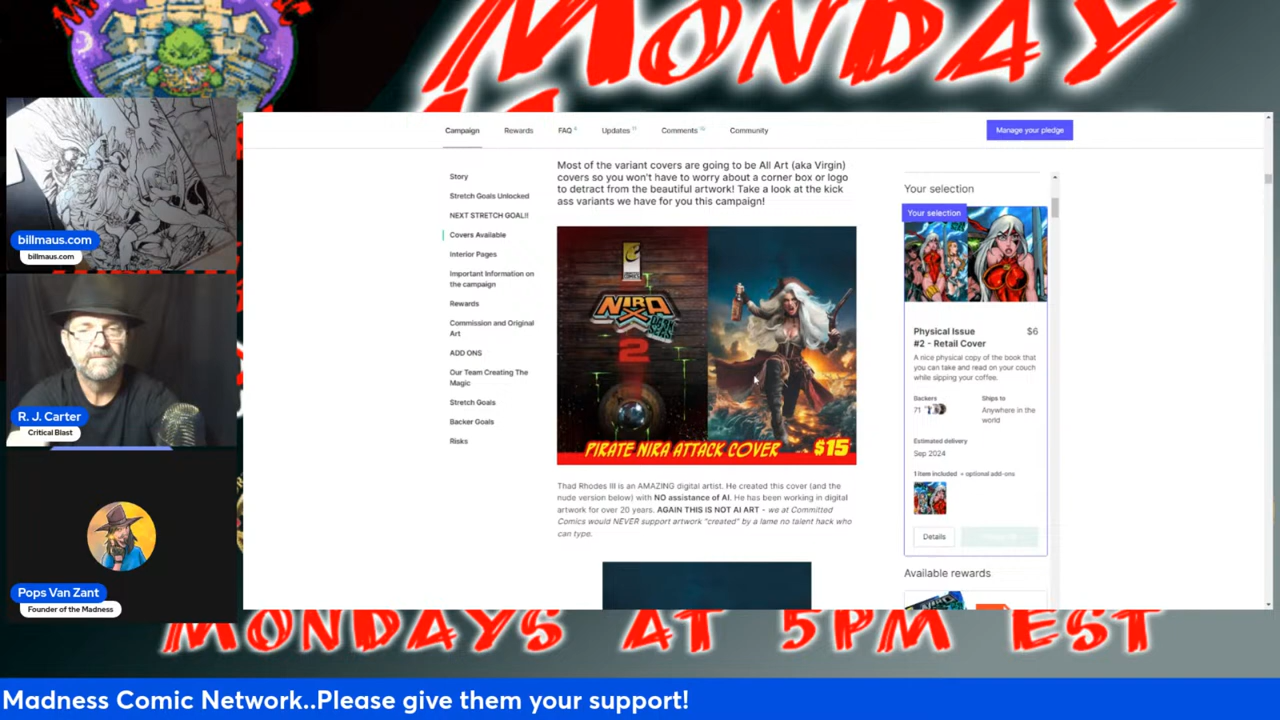 MONDAY
billmaus.com
billmaus.com
R. J. Carter
Critical Blast
Pops Van Zant
Founder of the Madness
Campaign
Rewards
FAQ 6
Updates 11
Comments
Community
Manage your pledge
Story
Stretch Goals Unlocked
NEXT STRETCH GOAL!!
Covers Available
Interior Pages
Important Information on
the campaign
Rewards
Commission and Original
Art
ADD ONS
Our Team Creating The
Magic
Stretch Goals
Backer Goals
Risks
Most of the variant covers are going to be All Art (aka Virgin)
covers so you won't have to worry about a corner box or logo
to detract from the beautiful artwork! Take a look at the kick
ass variants we have for you this campaign!
NIRA X
2
PIRATE NIRA ATTACK COVER $15
Thad Rhodes III is an AMAZING digital artist. He created this cover (and the
nude version below) with NO assistance of AI. He has been working in digital
artwork for over 20 years. AGAIN THIS IS NOT AI ART - we at Committed
Comics would NEVER support artwork "created" by a lame no talent hack who
can type.
Your selection
Your selection
Physical Issue
#2 - Retail Cover
$6
A nice physical copy of the book that
you can take and read on your couch
while sipping your coffee.
Backers
71
Ships to
Anywhere in the
world
Estimated delivery
Sep 2024
1 item included + optional add-ons
Details
Available rewards
MONDAYS AT 5PM EST
Madness Comic Network..Please give them your support!